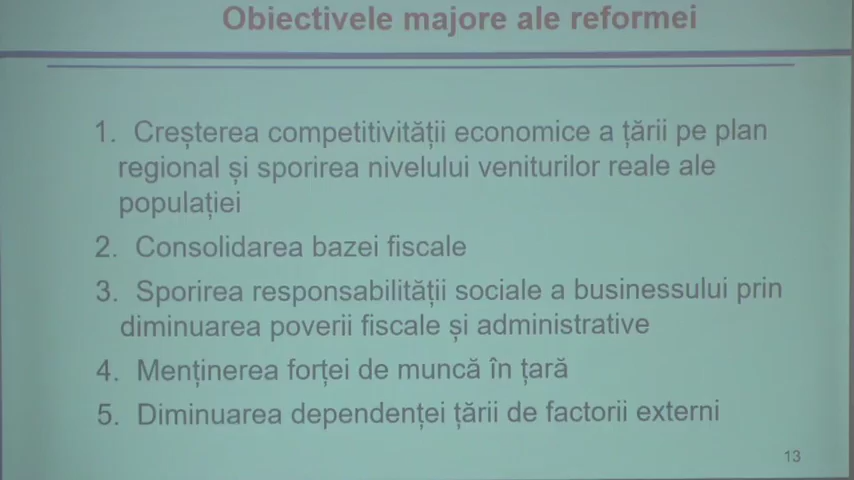 Obiectivele majore ale reformei
1. Creșterea competitivității economice a țării pe plan
regional și sporirea nivelului veniturilor reale ale
populației
2. Consolidarea bazei fiscale
3. Sporirea responsabilității sociale a businessului prin
diminuarea poverii fiscale și administrative
4. Menținerea forței de muncă în țară
5. Diminuarea dependenței țării de factorii externi
13